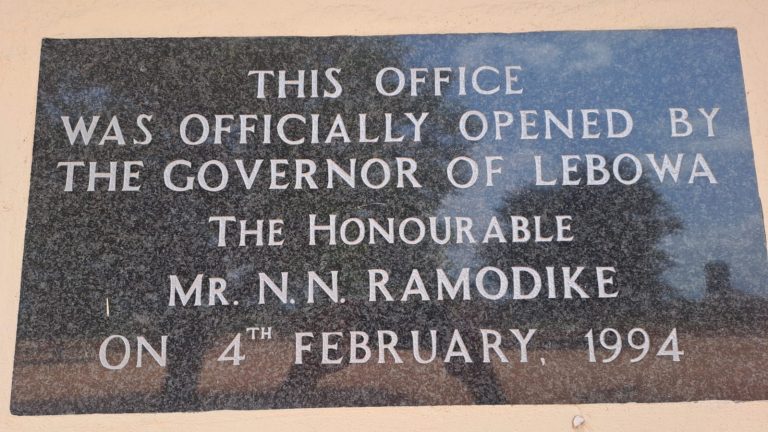 THIS OFFICE
WAS OFFICIALLY OPENED BY
THE GOVERNOR OF LEBOWA
THE HONOURABLE
MR. N. N. RAMODIKE
ON 4TH FEBRUARY, 1994